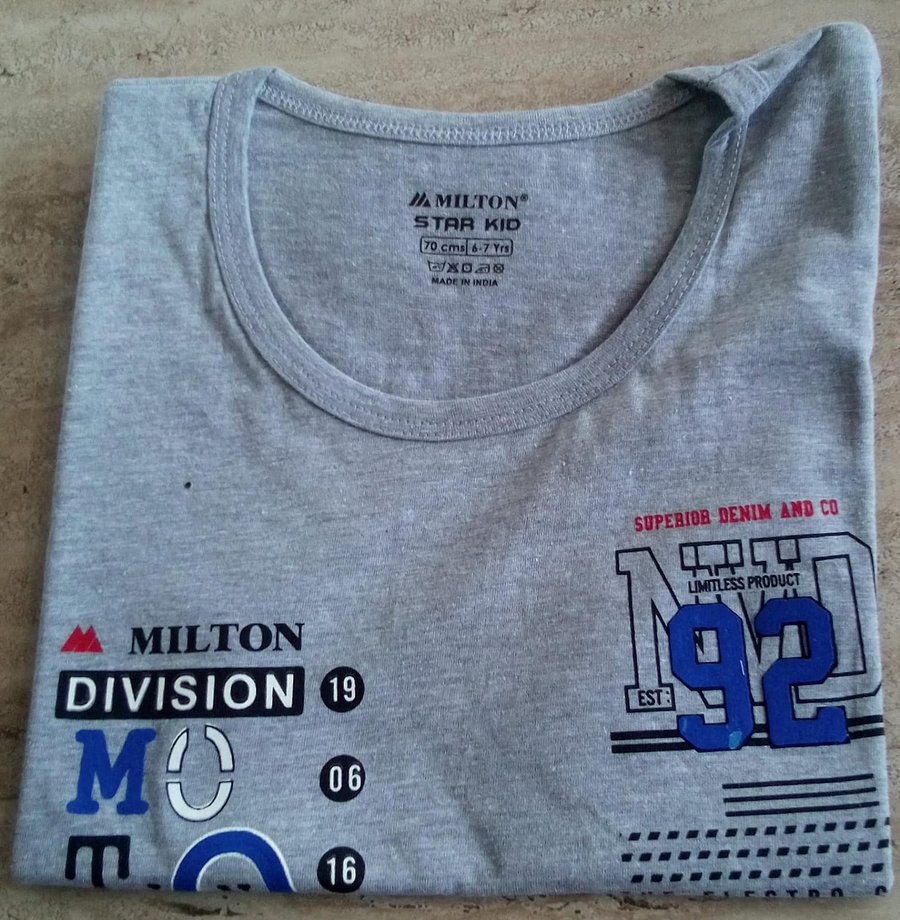 MILTON®
STAR KID
70 cms 6-7 Yrs
MADE IN INDIA
SUPERIOR DENIM AND CO
LIMITLESS PRODUCT
EST:
92
MILTON
DIVISION 19
MO 06
16